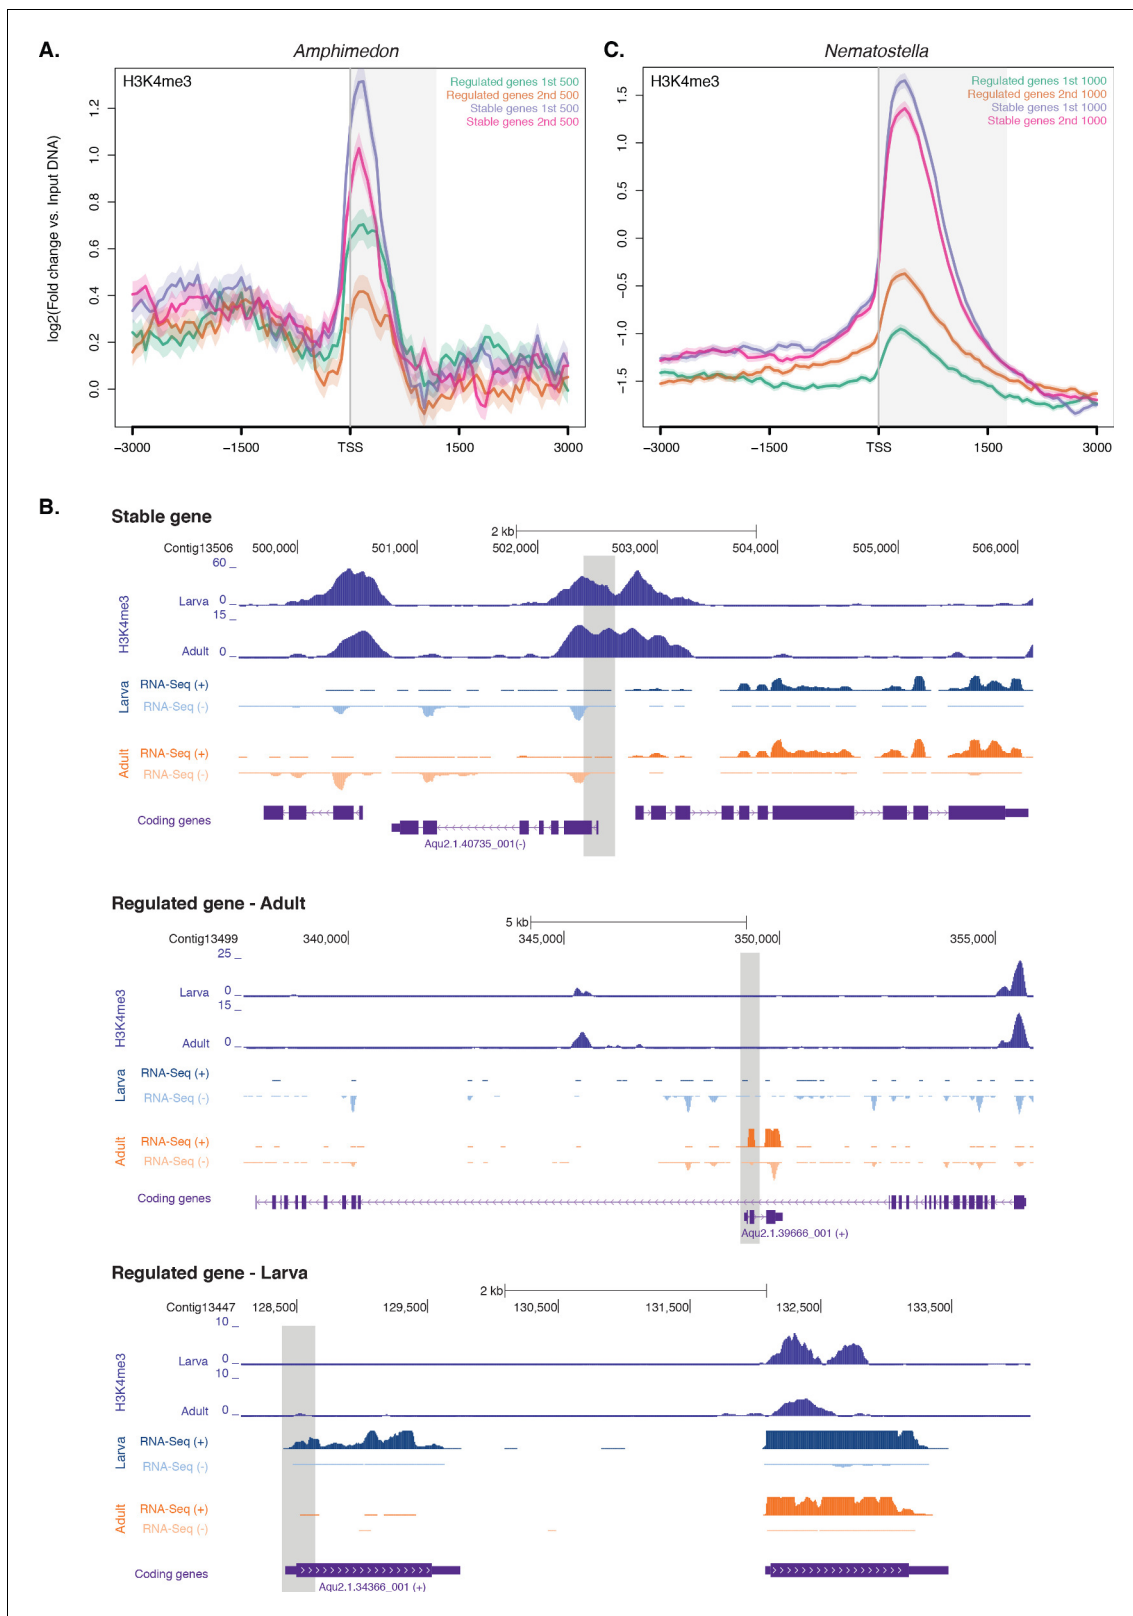 A.
Amphimedon
H3K4me3
Regulated genes 1st 500
Regulated genes 2nd 500
Stable genes 1st 500
Stable genes 2nd 500
log2(Fold change vs. Input DNA)
1.2
1.0
0.8
0.6
0.4
0.2
0.0
−3000 −1500 TSS 1500 3000
C.
Nematostella
H3K4me3
Regulated genes 1st 1000
Regulated genes 2nd 1000
Stable genes 1st 1000
Stable genes 2nd 1000
1.5
1.0
0.5
0.0
−0.5
−1.0
−1.5
−3000 −1500 TSS 1500 3000
B.
Stable gene
2 kb
Contig13506 500,000 501,000 502,000 503,000 504,000 505,000 506,000
H3K4me3
60
Larva 0
15
Adult 0
Larva
RNA-Seq (+)
RNA-Seq (-)
Adult
RNA-Seq (+)
RNA-Seq (-)
Coding genes
Aqu2.1.40735_001(-)
Regulated gene - Adult
5 kb
Contig13499 340,000 345,000 350,000 355,000
H3K4me3
25
Larva 0
15
Adult 0
Larva
RNA-Seq (+)
RNA-Seq (-)
Adult
RNA-Seq (+)
RNA-Seq (-)
Coding genes
Aqu2.1.39666_001 (+)
Regulated gene - Larva
2 kb
Contig13447 128,500 129,500 130,500 131,500 132,500 133,500
H3K4me3
10
Larva 0
10
Adult 0
Larva
RNA-Seq (+)
RNA-Seq (-)
Adult
RNA-Seq (+)
RNA-Seq (-)
Coding genes
Aqu2.1.34366_001 (+)